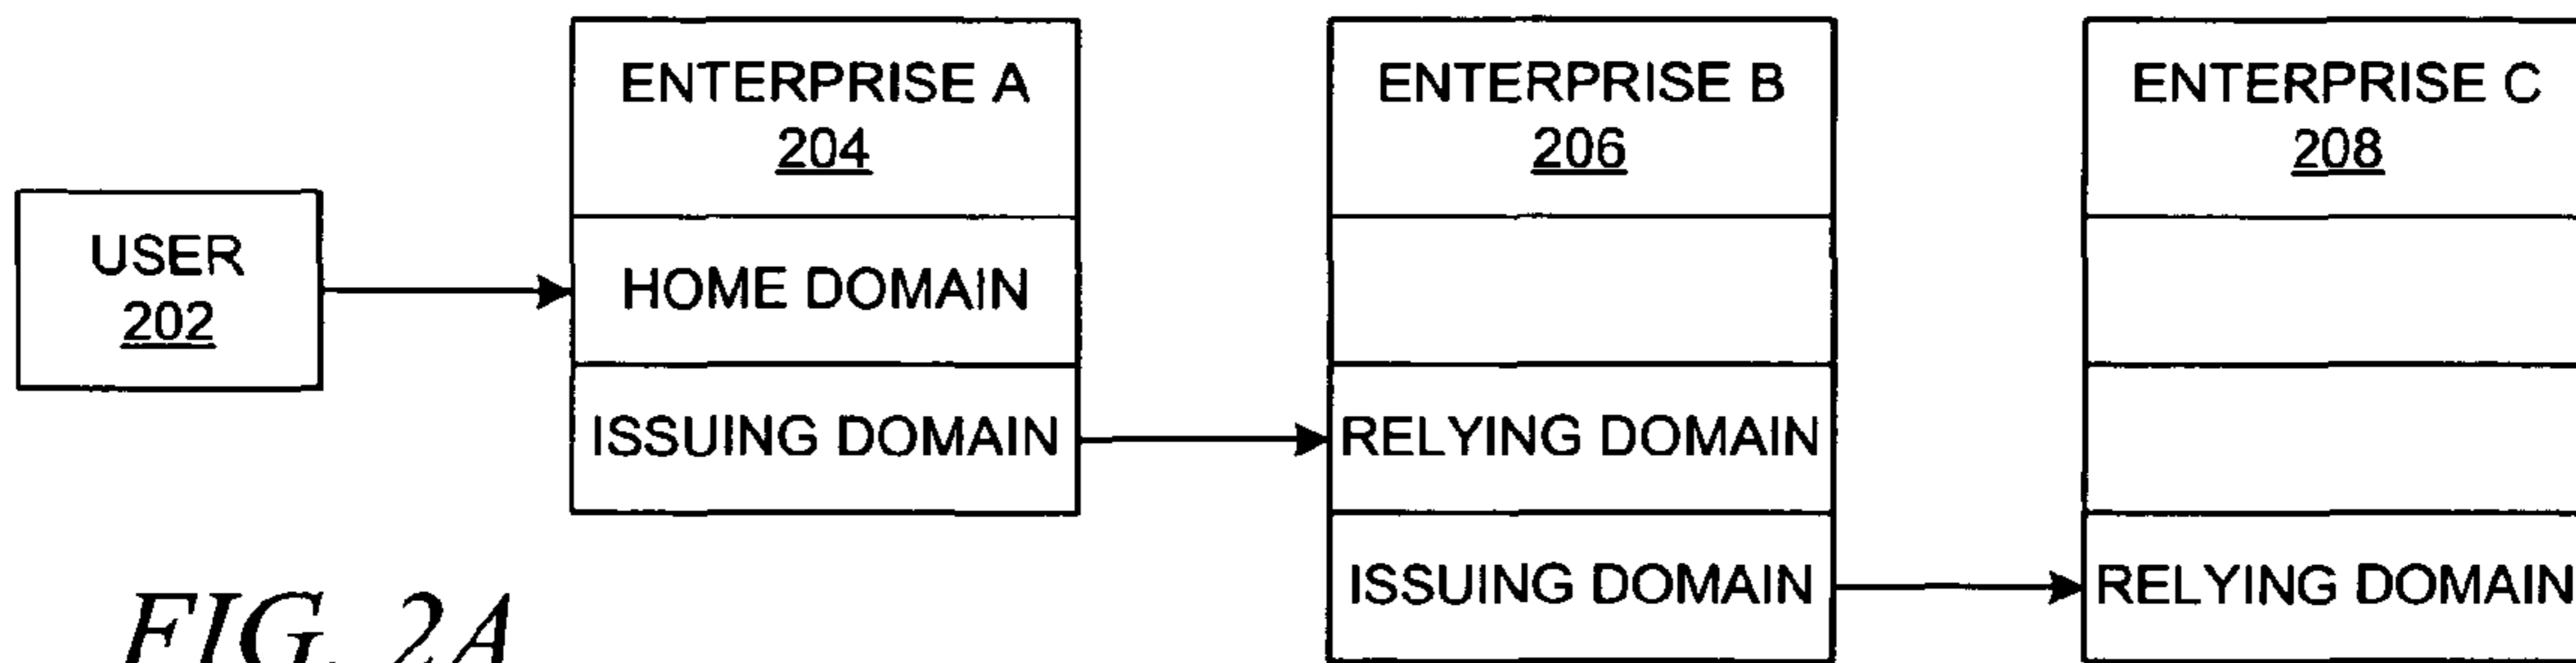 USER
202
ENTERPRISE A
204
HOME DOMAIN
ISSUING DOMAIN
ENTERPRISE B
206
RELYING DOMAIN
ISSUING DOMAIN
ENTERPRISE C
208
RELYING DOMAIN
FIG. 2A